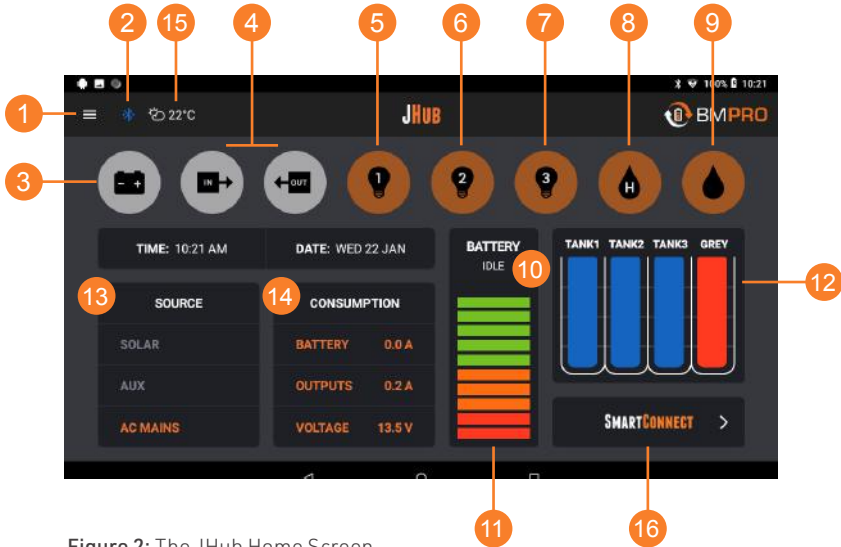 2 15 4 5 6 7 8 9
100% 10:21
1
22°C
JHUB
BMPRO
3
- +
IN
OUT
1
2
3
H
TIME: 10:21 AM
DATE: WED 22 JAN
BATTERY
IDLE
10
TANK1 TANK2 TANK3 GREY
12
13
SOURCE
14
CONSUMPTION
SOLAR
BATTERY 0.0 A
AUX
OUTPUTS 0.2 A
AC MAINS
VOLTAGE 13.5 V
SMARTCONNECT >
11
16
Figure 2: The JHub Home Screen